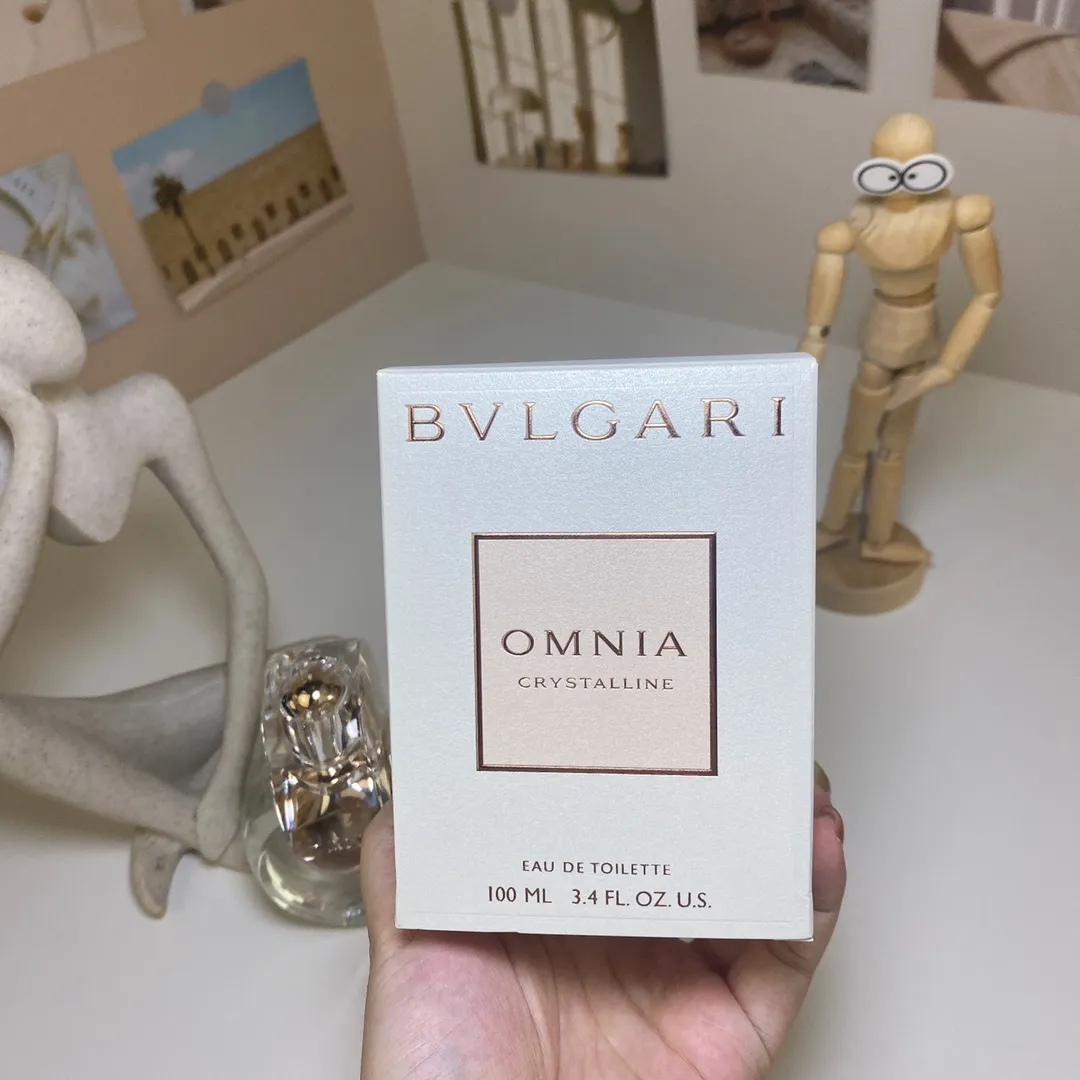 BVLGARI
OMNIA
CRYSTALLINE
EAU DE TOILETTE
100 ML 3.4 FL. OZ. U.S.